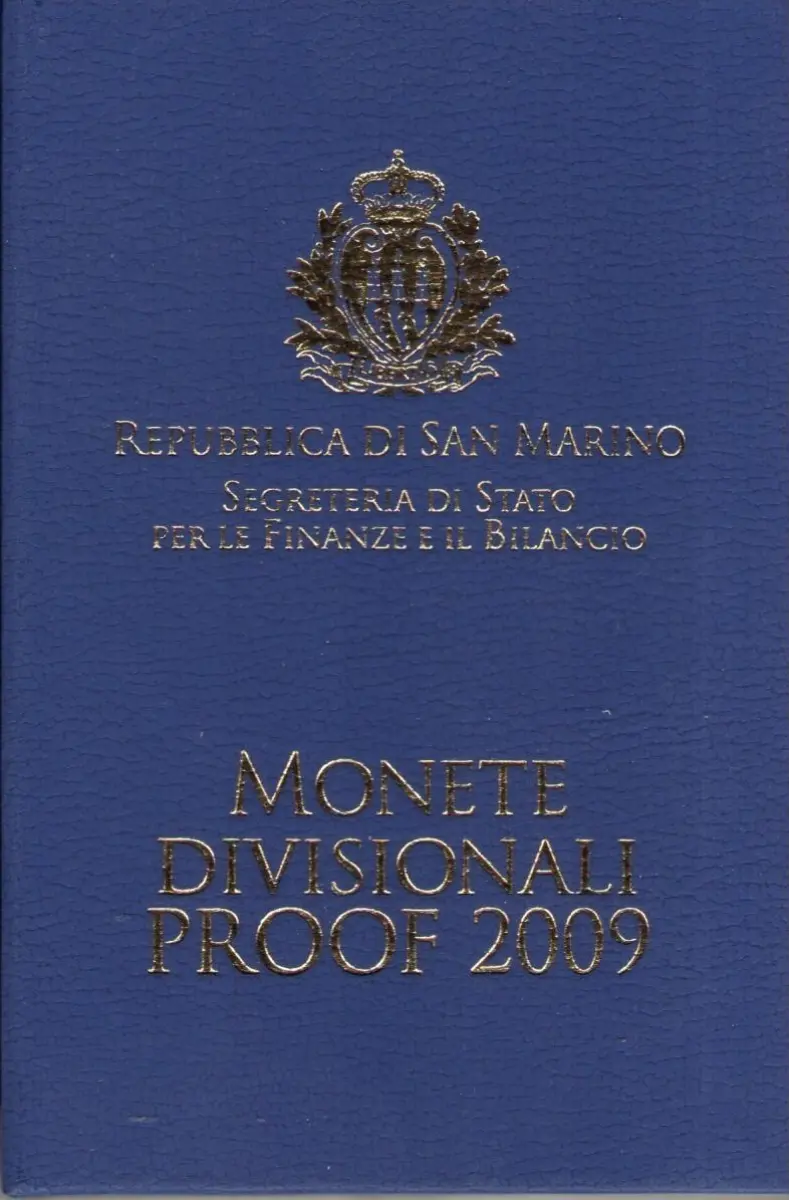 REPUBBLICA DI SAN MARINO
SEGRETERIA DI STATO
PER LE FINANZE E IL BILANCIO
MONETE
DIVISIONALI
PROOF 2009